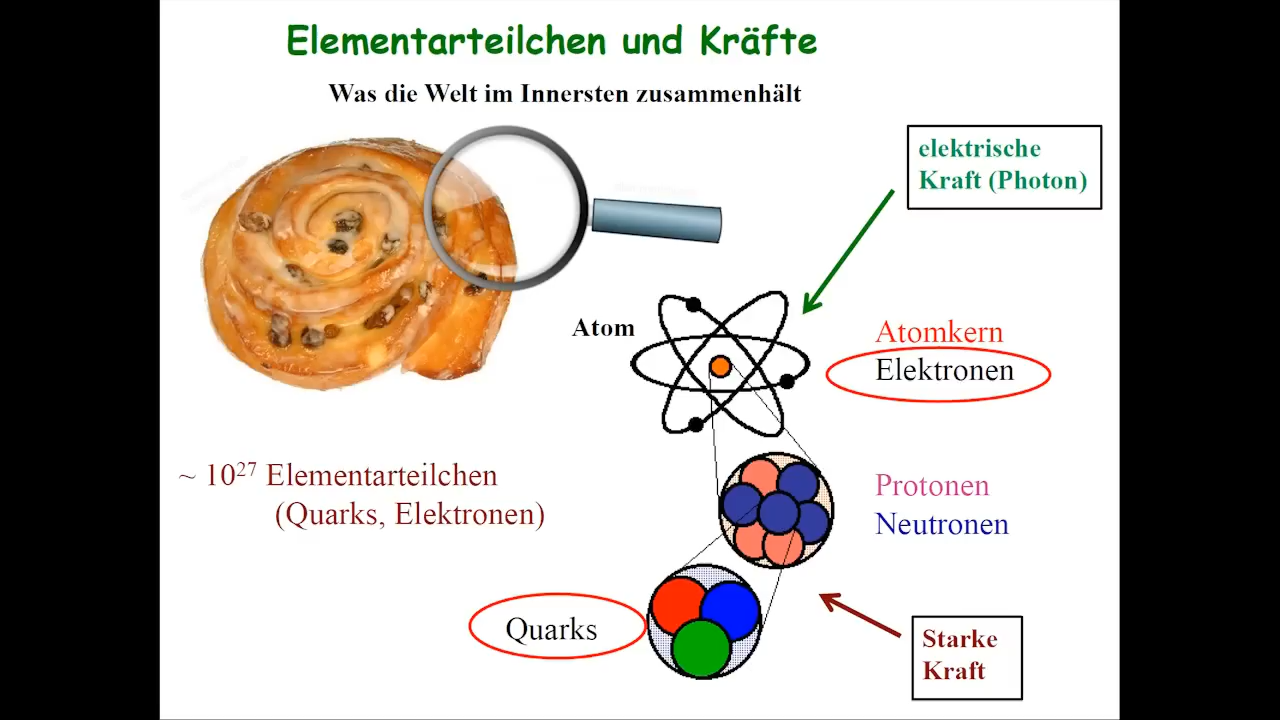 Elementarteilchen und Kräfte
Was die Welt im Innersten zusammenhält
elektrische
Kraft (Photon)
Atom
Atomkern
Elektronen
~ 10²⁷ Elementarteilchen
(Quarks, Elektronen)
Protonen
Neutronen
Quarks
Starke
Kraft